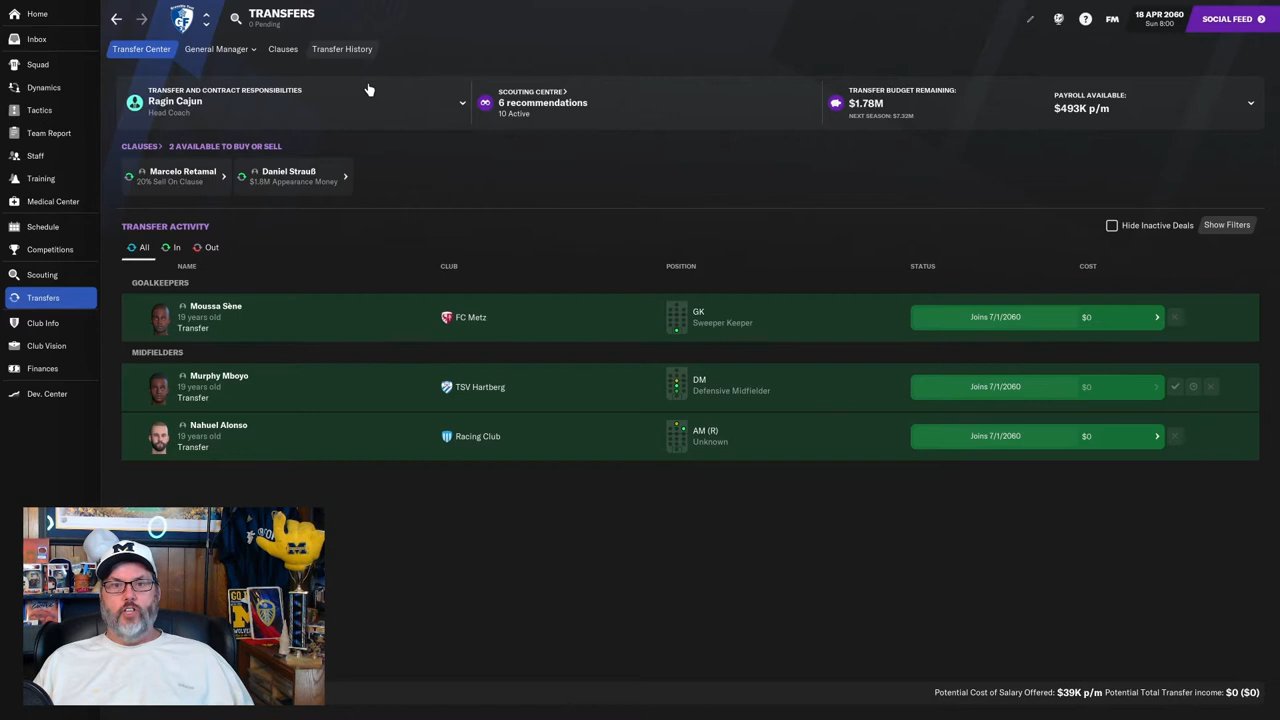 Home
Inbox
Squad
Dynamics
Tactics
Team Report
Staff
Training
Medical Center
Schedule
Competitions
Scouting
Transfers
Club Info
Club Vision
Finances
Dev. Center
GF
TRANSFERS
0 Pending
FM
18 APR 2060
Sun 8:00
SOCIAL FEED
Transfer Center
General Manager
Clauses
Transfer History
TRANSFER AND CONTRACT RESPONSIBILITIES
Ragin Cajun
Head Coach
SCOUTING CENTRE>
6 recommendations
10 Active
TRANSFER BUDGET REMAINING:
$1.78M
NEXT SEASON: $7.32M
PAYROLL AVAILABLE:
$493K p/m
CLAUSES> 2 AVAILABLE TO BUY OR SELL
Marcelo Retamal
20% Sell On Clause
Daniel Strauß
$1.8M Appearance Money
TRANSFER ACTIVITY
Hide Inactive Deals
Show Filters
All
In
Out
NAME CLUB POSITION STATUS COST
GOALKEEPERS
Moussa Sène
19 years old
Transfer
FC Metz
GK
Sweeper Keeper
Joins 7/1/2060 $0
MIDFIELDERS
Murphy Mboyo
19 years old
Transfer
TSV Hartberg
DM
Defensive Midfielder
Joins 7/1/2060 $0
Nahuel Alonso
19 years old
Transfer
Racing Club
AM (R)
Unknown
Joins 7/1/2060 $0
Potential Cost of Salary Offered: $39K p/m Potential Total Transfer income: $0 ($0)